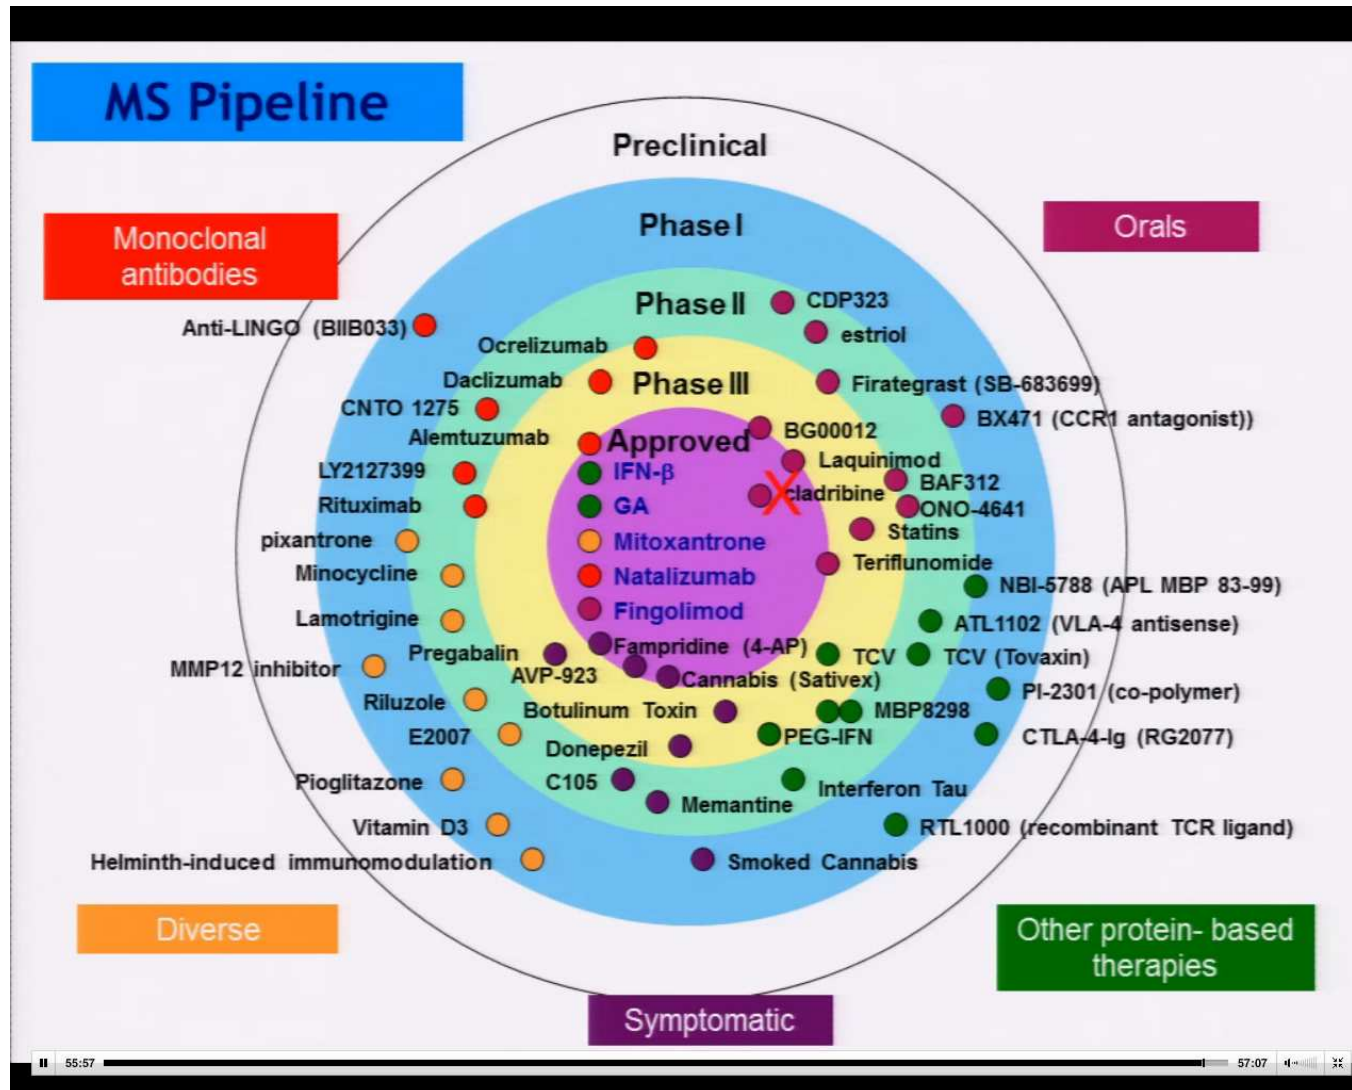 MS Pipeline
Preclinical
Phase I
Phase II
Phase III
Approved
Monoclonal
antibodies
Orals
Anti-LINGO (BIIB033)
Ocrelizumab
Daclizumab
CNTO 1275
Alemtuzumab
LY2127399
Rituximab
pixantrone
Minocycline
Lamotrigine
Pregabalin
MMP12 inhibitor
AVP-923
Riluzole
Botulinum Toxin
E2007
Donepezil
Pioglitazone
C105
Memantine
Vitamin D3
Helminth-induced immunomodulation
Smoked Cannabis
IFN-β
GA
Mitoxantrone
Natalizumab
Fingolimod
Fampridine (4-AP)
Cannabis (Sativex)
CDP323
estriol
Firategrast (SB-683699)
BX471 (CCR1 antagonist))
BG00012
Laquinimod
BAF312
cladribine
ONO-4641
Statins
Teriflunomide
NBI-5788 (APL MBP 83-99)
ATL1102 (VLA-4 antisense)
TCV
TCV (Tovaxin)
PI-2301 (co-polymer)
MBP8298
PEG-IFN
CTLA-4-Ig (RG2077)
Interferon Tau
RTL1000 (recombinant TCR ligand)
Diverse
Symptomatic
Other protein- based
therapies
55:57
57:07